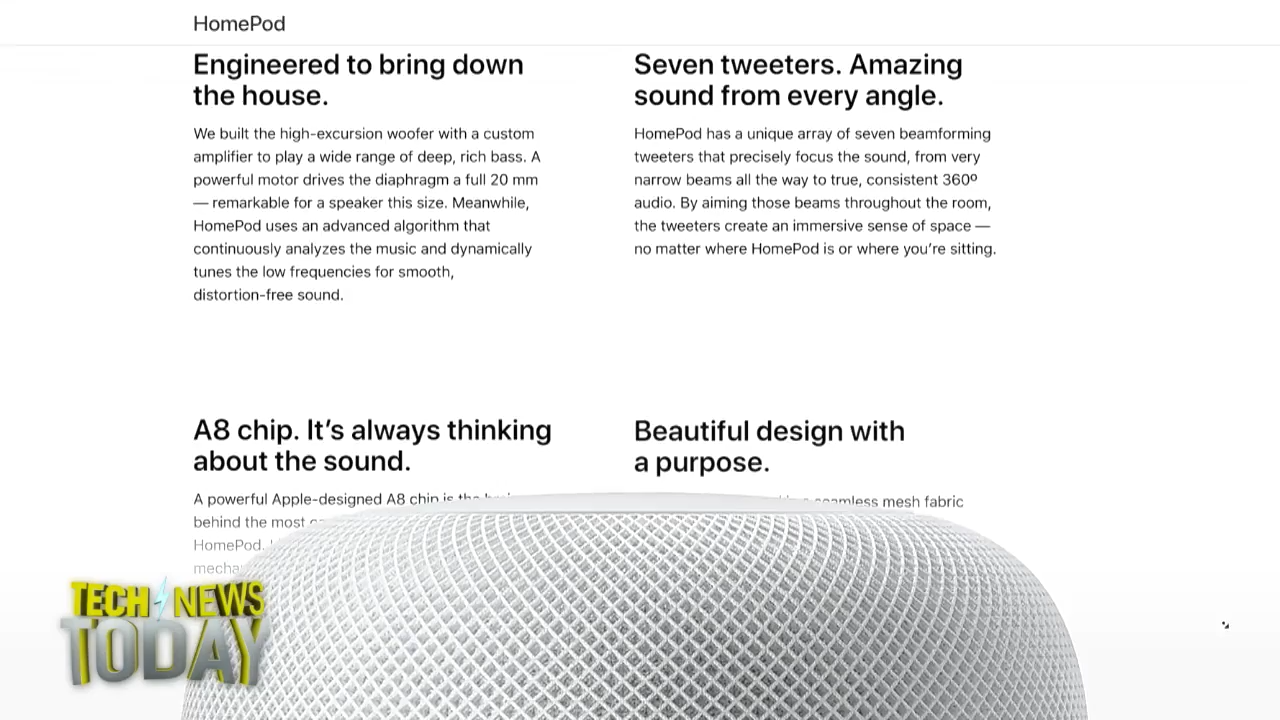 HomePod
Engineered to bring down
the house.
We built the high-excursion woofer with a custom
amplifier to play a wide range of deep, rich bass. A
powerful motor drives the diaphragm a full 20 mm
— remarkable for a speaker this size. Meanwhile,
HomePod uses an advanced algorithm that
continuously analyzes the music and dynamically
tunes the low frequencies for smooth,
distortion-free sound.
Seven tweeters. Amazing
sound from every angle.
HomePod has a unique array of seven beamforming
tweeters that precisely focus the sound, from very
narrow beams all the way to true, consistent 360º
audio. By aiming those beams throughout the room,
the tweeters create an immersive sense of space —
no matter where HomePod is or where you’re sitting.
A8 chip. It’s always thinking
about the sound.
A powerful Apple-designed A8 chip is the
behind the most
HomePod.
Beautiful design with
a purpose.
seamless mesh fabric
TECH NEWS
TODAY